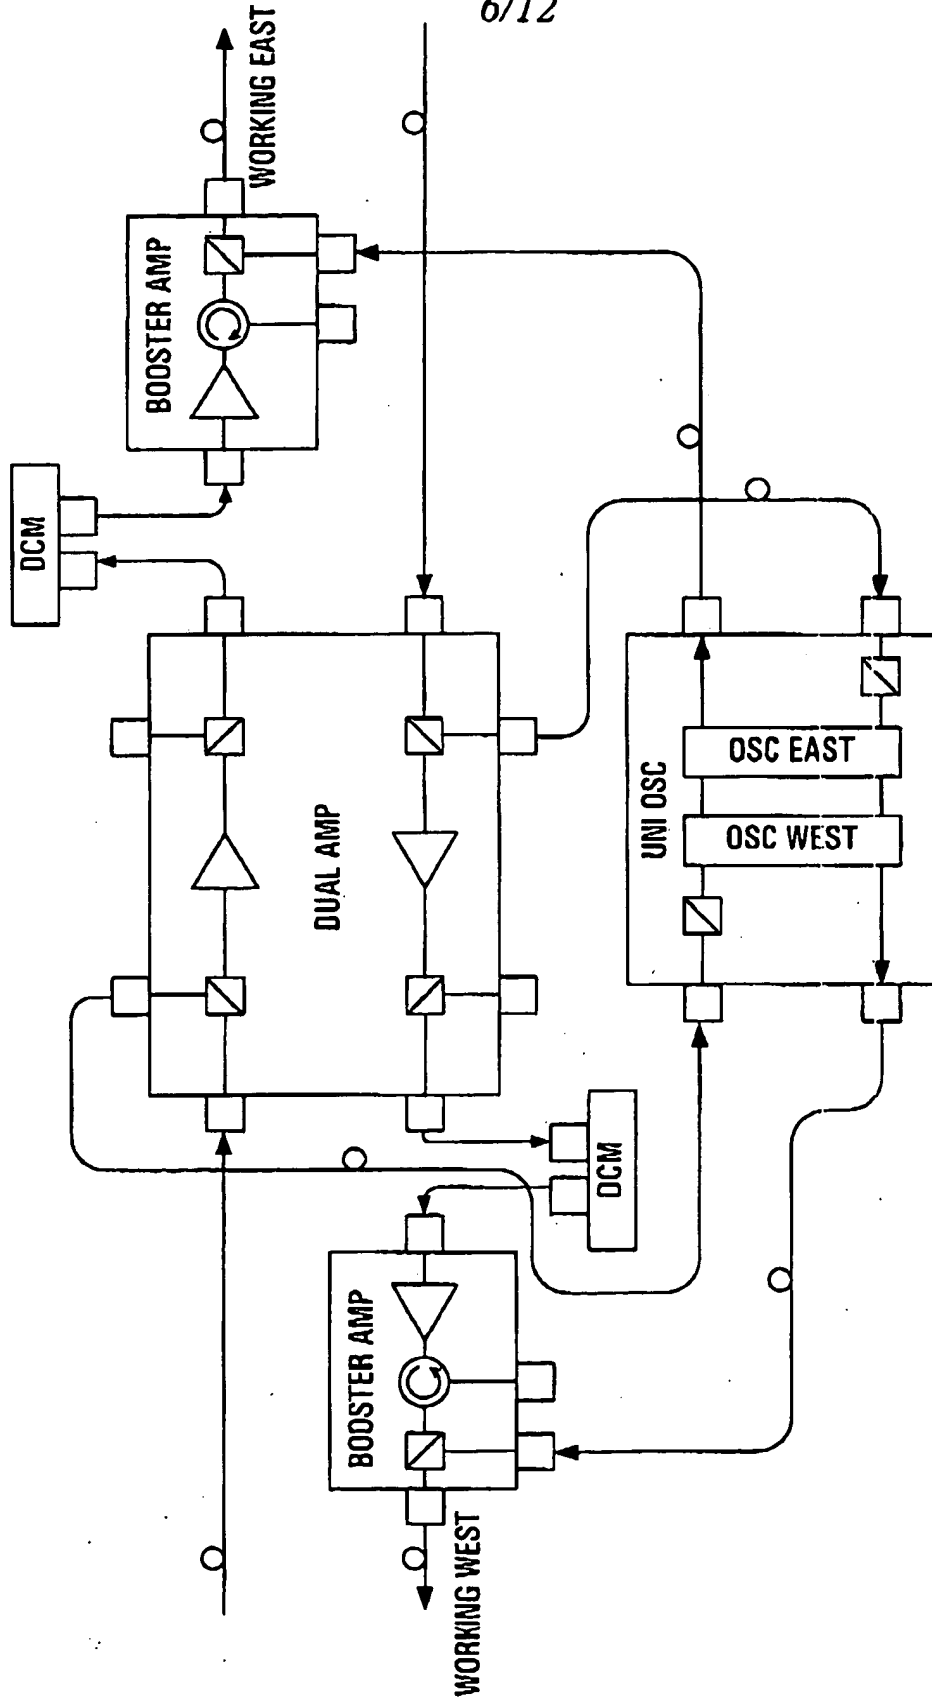 6/12
WORKING EAST
BOOSTER AMP
DCM
DUAL AMP
UNI OSC
OSC EAST
OSC WEST
DCM
BOOSTER AMP
WORKING WEST